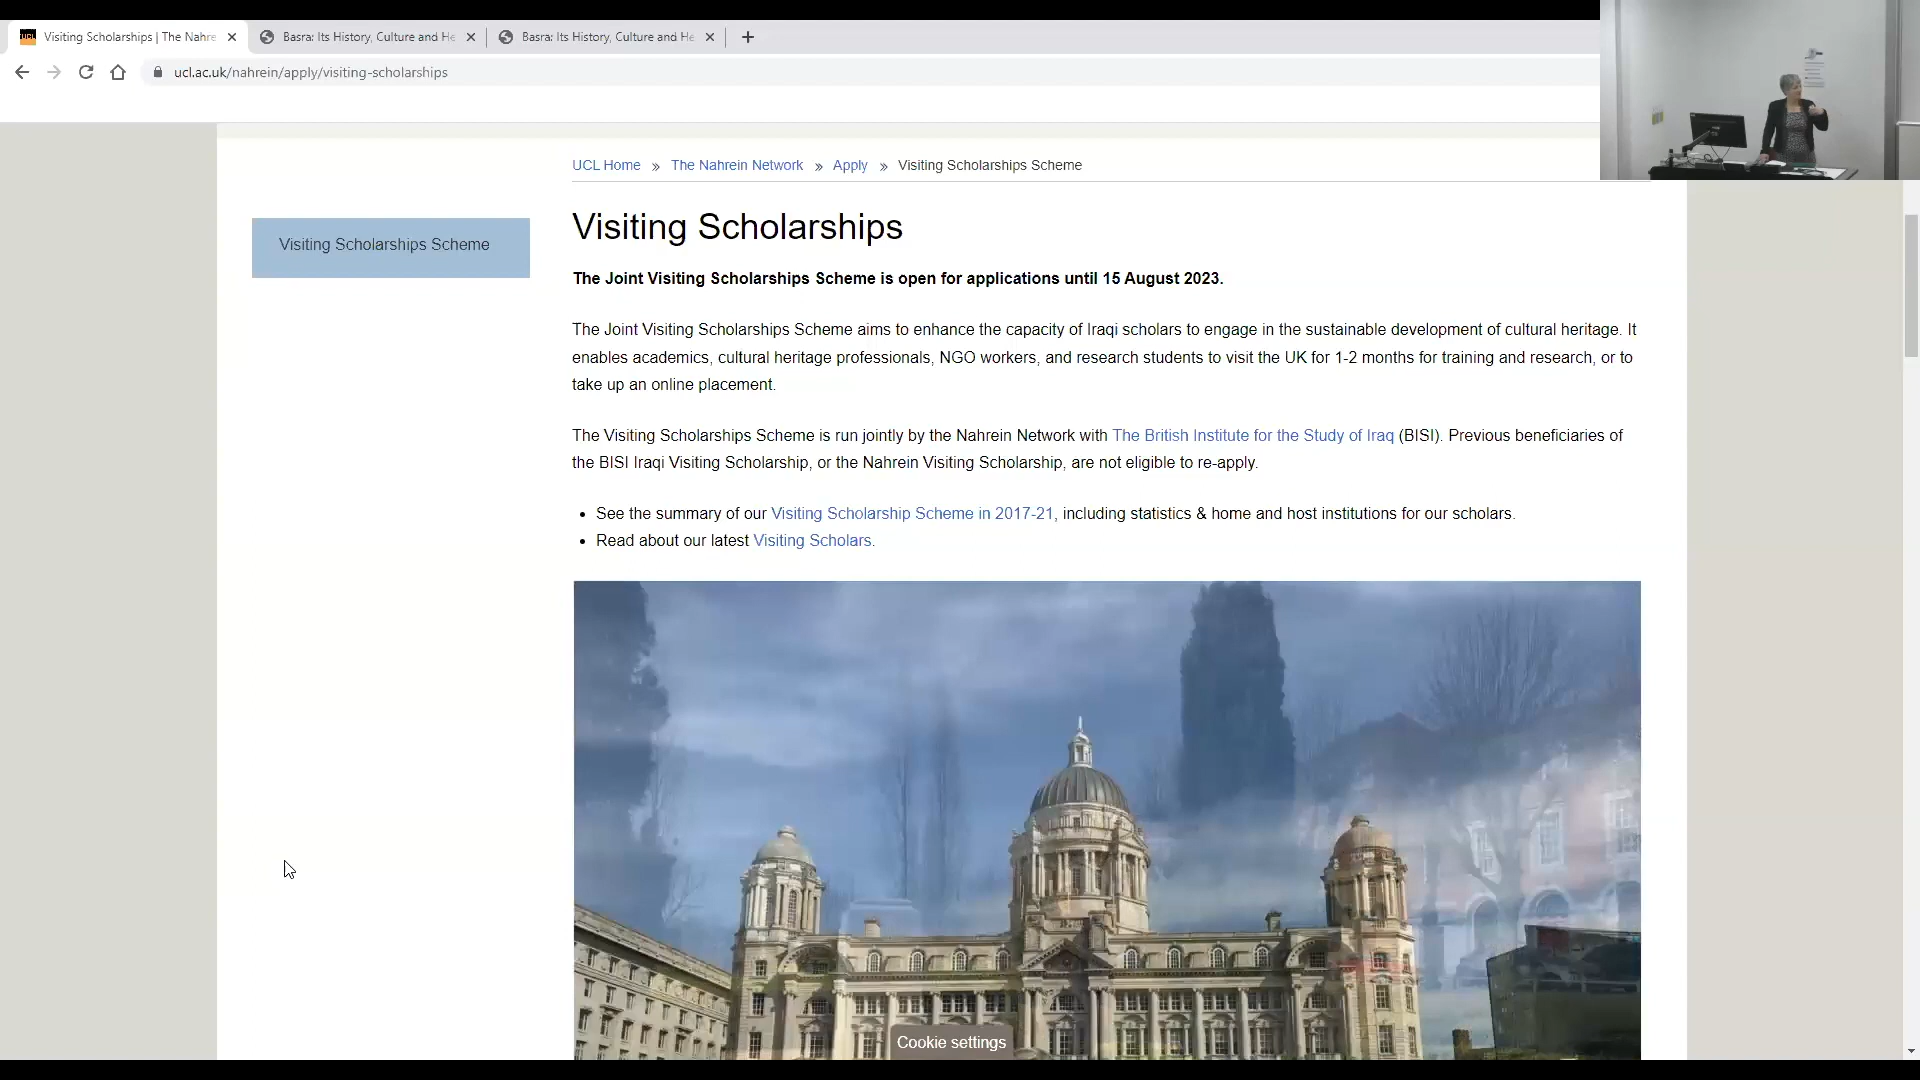 Visiting Scholarships | The Nahre
Basra: Its History, Culture and He
Basra: Its History, Culture and He
ucl.ac.uk/nahrein/apply/visiting-scholarships
UCL Home » The Nahrein Network » Apply » Visiting Scholarships Scheme
Visiting Scholarships Scheme
Visiting Scholarships
The Joint Visiting Scholarships Scheme is open for applications until 15 August 2023.
The Joint Visiting Scholarships Scheme aims to enhance the capacity of Iraqi scholars to engage in the sustainable development of cultural heritage. It
enables academics, cultural heritage professionals, NGO workers, and research students to visit the UK for 1-2 months for training and research, or to
take up an online placement.
The Visiting Scholarships Scheme is run jointly by the Nahrein Network with The British Institute for the Study of Iraq (BISI). Previous beneficiaries of
the BISI Iraqi Visiting Scholarship, or the Nahrein Visiting Scholarship, are not eligible to re-apply.
• See the summary of our Visiting Scholarship Scheme in 2017-21, including statistics & home and host institutions for our scholars.
• Read about our latest Visiting Scholars.
Cookie settings